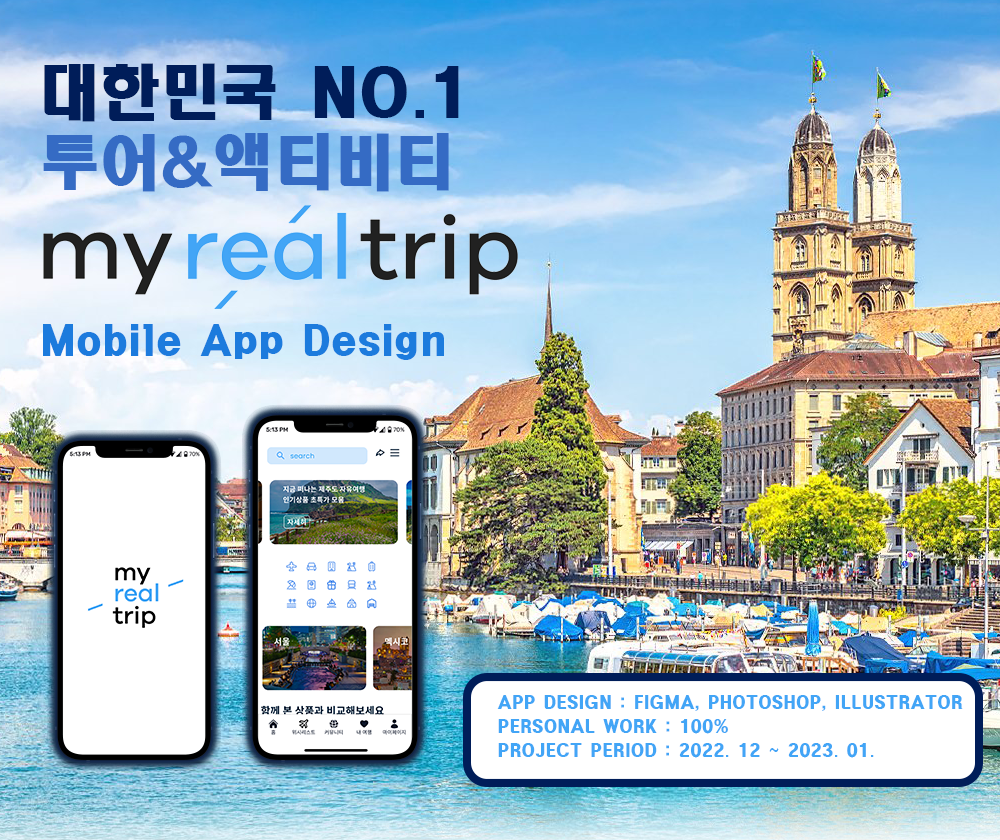 대한민국 NO.1
투어&액티비티
my real trip
Mobile App Design
5:13 PM 70%
my
real
trip
5:13 PM 70%
search
지금 떠나는 제주도 자유여행
인기상품 초특가 모음
자세히
서울 멕시코
함께 본 상품과 비교해보세요
홈 위시리스트 커뮤니티 내 여행 마이페이지
APP DESIGN : FIGMA, PHOTOSHOP, ILLUSTRATOR
PERSONAL WORK : 100%
PROJECT PERIOD : 2022. 12 ~ 2023. 01.